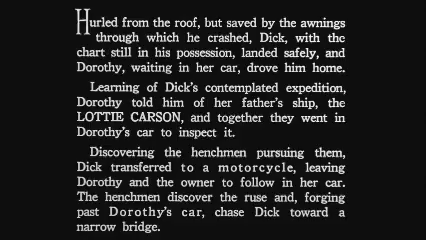 Hurled from the roof, but saved by the awnings
through which he crashed, Dick, with the
chart still in his possession, landed safely, and
Dorothy, waiting in her car, drove him home.
Learning of Dick's contemplated expedition,
Dorothy told him of her father's ship, the
LOTTIE CARSON, and together they went in
Dorothy's car to inspect it.
Discovering the henchmen pursuing them,
Dick transferred to a motorcycle, leaving
Dorothy and the owner to follow in her car.
The henchmen discover the ruse and, forging
past Dorothy's car, chase Dick toward a
narrow bridge.